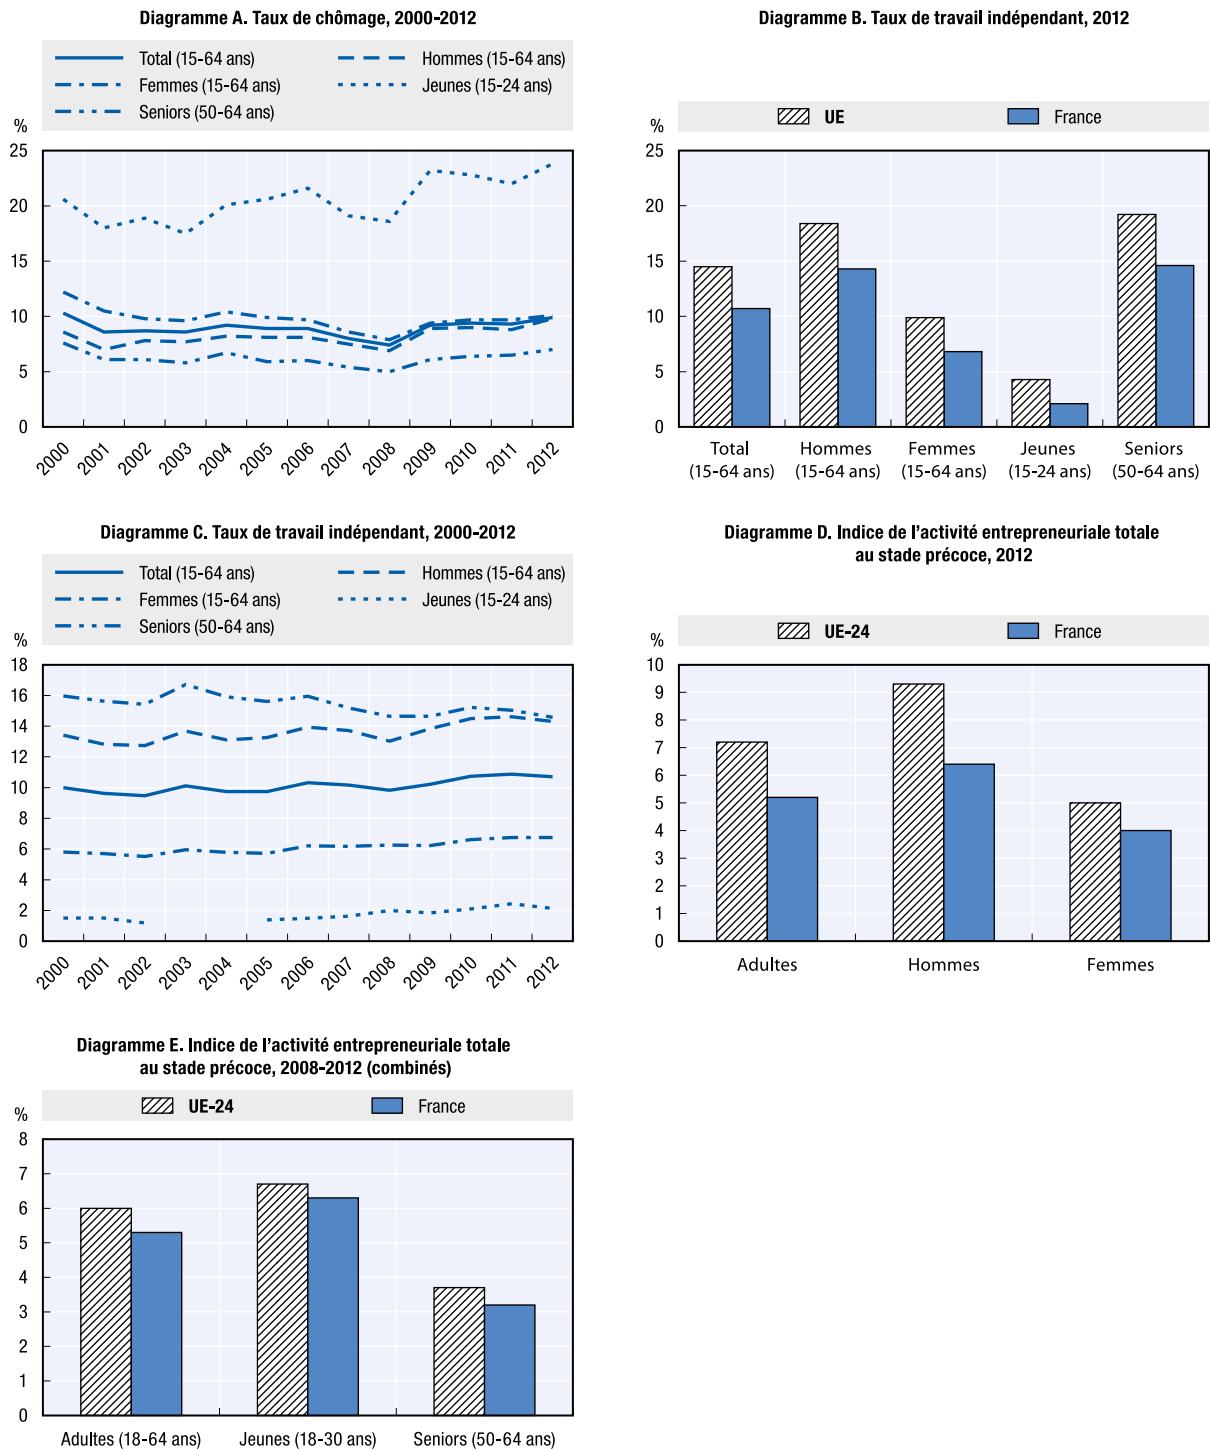 Diagramme A. Taux de chômage, 2000-2012
Total (15-64 ans)
Hommes (15-64 ans)
Femmes (15-64 ans)
Jeunes (15-24 ans)
Seniors (50-64 ans)
%
25
20
15
10
5
0
2000 2001 2002 2003 2004 2005 2006 2007 2008 2009 2010 2011 2012
Diagramme B. Taux de travail indépendant, 2012
UE France
%
25
20
15
10
5
0
Total Hommes Femmes Jeunes Seniors
(15-64 ans) (15-64 ans) (15-64 ans) (15-24 ans) (50-64 ans)
Diagramme C. Taux de travail indépendant, 2000-2012
Total (15-64 ans)
Hommes (15-64 ans)
Femmes (15-64 ans)
Jeunes (15-24 ans)
Seniors (50-64 ans)
%
18
16
14
12
10
8
6
4
2
0
2000 2001 2002 2003 2004 2005 2006 2007 2008 2009 2010 2011 2012
Diagramme D. Indice de l'activité entrepreneuriale totale
au stade précoce, 2012
UE-24 France
%
10
9
8
7
6
5
4
3
2
1
0
Adultes Hommes Femmes
Diagramme E. Indice de l'activité entrepreneuriale totale
au stade précoce, 2008-2012 (combinés)
UE-24 France
%
8
7
6
5
4
3
2
1
0
Adultes (18-64 ans) Jeunes (18-30 ans) Seniors (50-64 ans)